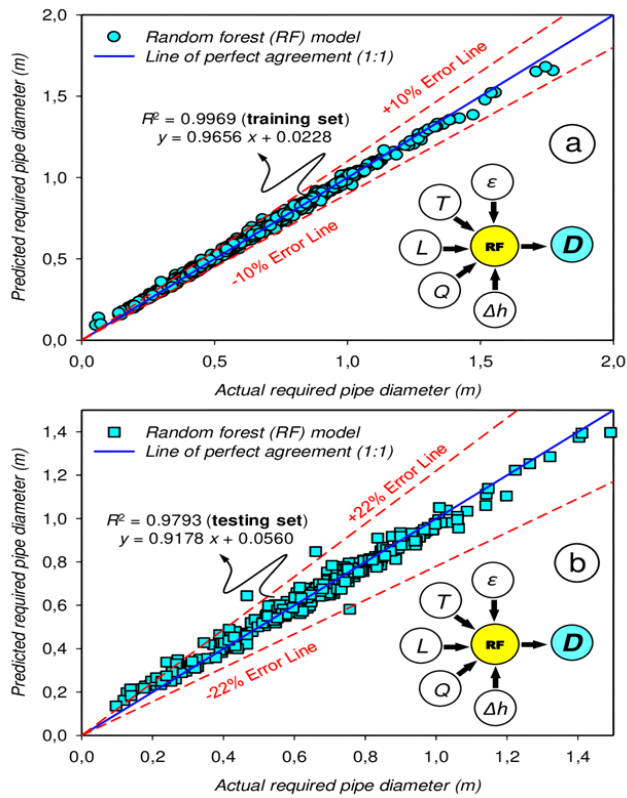 2,0
Random forest (RF) model
Line of perfect agreement (1:1)
+10% Error Line
1,5
R² = 0.9969 (training set)
y = 0.9656 x + 0.0228
a
1,0
ε
T
L
RF
D
0,5
-10% Error Line
Q
Δh
0,0
0,0 0,5 1,0 1,5 2,0
Predicted required pipe diameter (m)
Actual required pipe diameter (m)
1,4
Random forest (RF) model
Line of perfect agreement (1:1)
1,2
+22% Error Line
1,0
R² = 0.9793 (testing set)
y = 0.9178 x + 0.0560
b
0,8
0,6
ε
T
L
RF
D
0,4
-22% Error Line
Q
Δh
0,2
0,0
0,0 0,2 0,4 0,6 0,8 1,0 1,2 1,4
Predicted required pipe diameter (m)
Actual required pipe diameter (m)